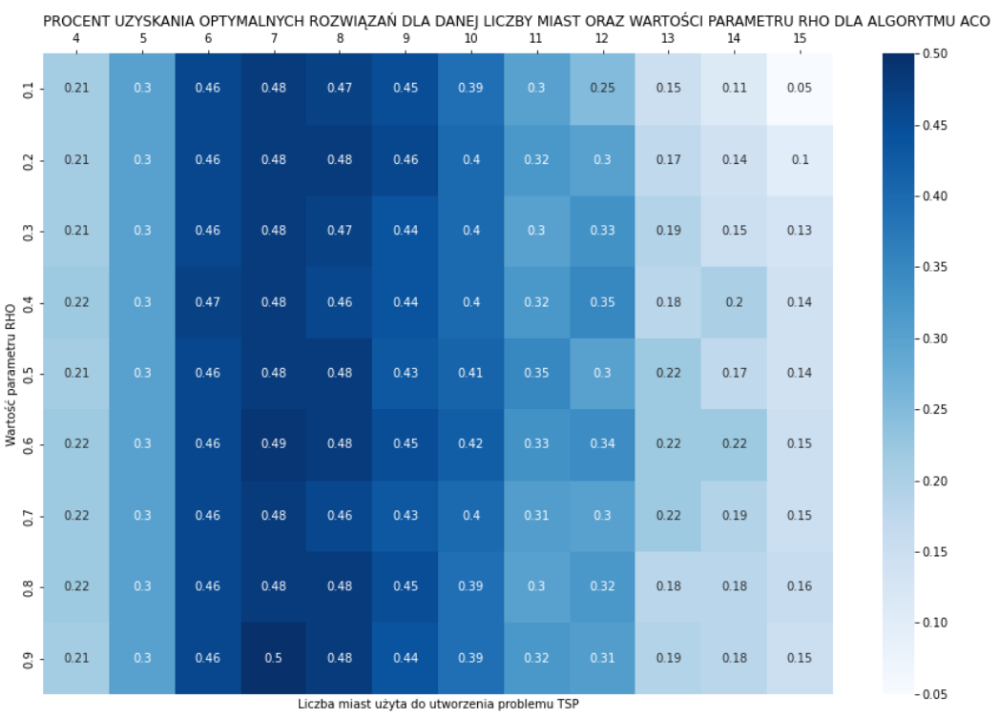 PROCENT UZYSKANIA OPTYMALNYCH ROZWIĄZAŃ DLA DANEJ LICZBY MIAST ORAZ WARTOŚCI PARAMETRU RHO DLA ALGORYTMU ACO
4 5 6 7 8 9 10 11 12 13 14 15
0.1 0.21 0.3 0.46 0.48 0.47 0.45 0.39 0.3 0.25 0.15 0.11 0.05
0.2 0.21 0.3 0.46 0.48 0.48 0.46 0.4 0.32 0.3 0.17 0.14 0.1
0.3 0.21 0.3 0.46 0.48 0.47 0.44 0.4 0.3 0.33 0.19 0.15 0.13
0.4 0.22 0.3 0.47 0.48 0.46 0.44 0.4 0.32 0.35 0.18 0.2 0.14
0.5 0.21 0.3 0.46 0.48 0.48 0.43 0.41 0.35 0.3 0.22 0.17 0.14
0.6 0.22 0.3 0.46 0.49 0.48 0.45 0.42 0.33 0.34 0.22 0.22 0.15
0.7 0.22 0.3 0.46 0.48 0.46 0.43 0.4 0.31 0.3 0.22 0.19 0.15
0.8 0.22 0.3 0.46 0.48 0.48 0.45 0.39 0.3 0.32 0.18 0.18 0.16
0.9 0.21 0.3 0.46 0.5 0.48 0.44 0.39 0.32 0.31 0.19 0.18 0.15
Wartość parametru RHO
Liczba miast użyta do utworzenia problemu TSP
0.50
0.45
0.40
0.35
0.30
0.25
0.20
0.15
0.10
0.05